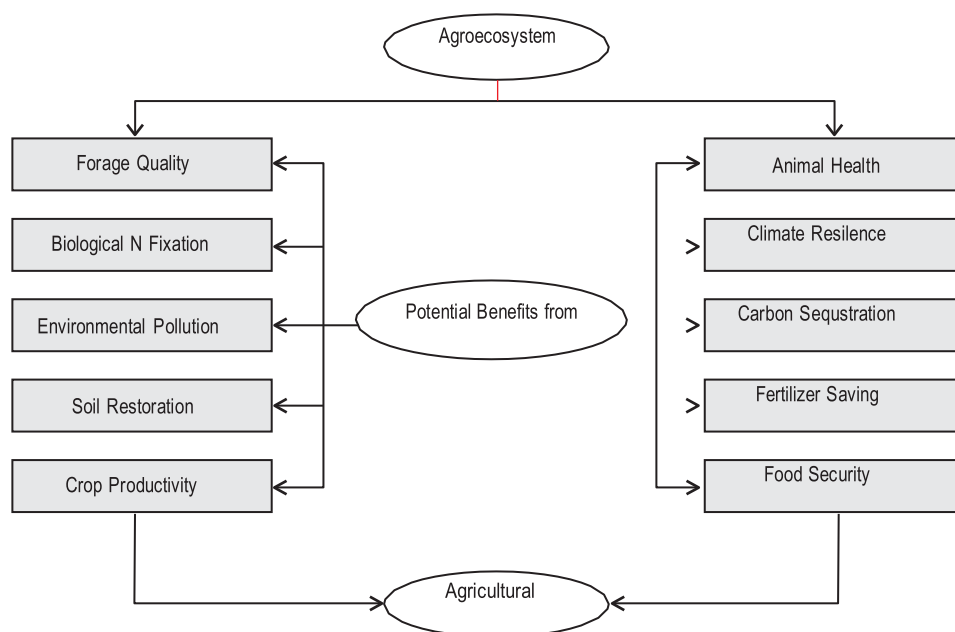 Agroecosystem
Forage Quality
Animal Health
Biological N Fixation
Climate Resilence
Environmental Pollution
Potential Benefits from
Carbon Sequstration
Soil Restoration
Fertilizer Saving
Crop Productivity
Food Security
Agricultural